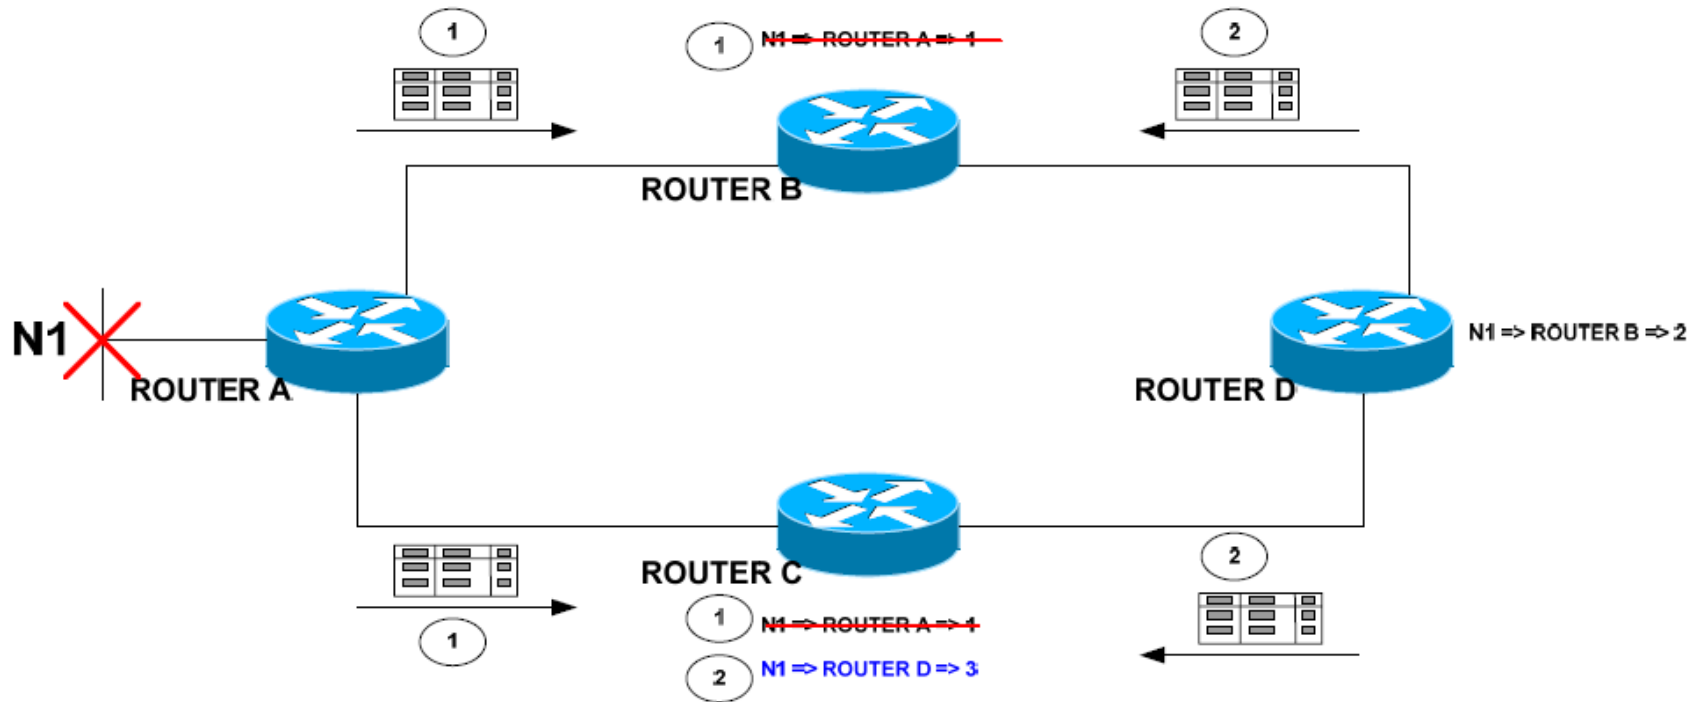 1
1
N1 => ROUTER A => 1
2
ROUTER B
N1
ROUTER A
ROUTER D
N1 => ROUTER B => 2
ROUTER C
1
1
N1 => ROUTER A => 1
2
N1 => ROUTER D => 3
2